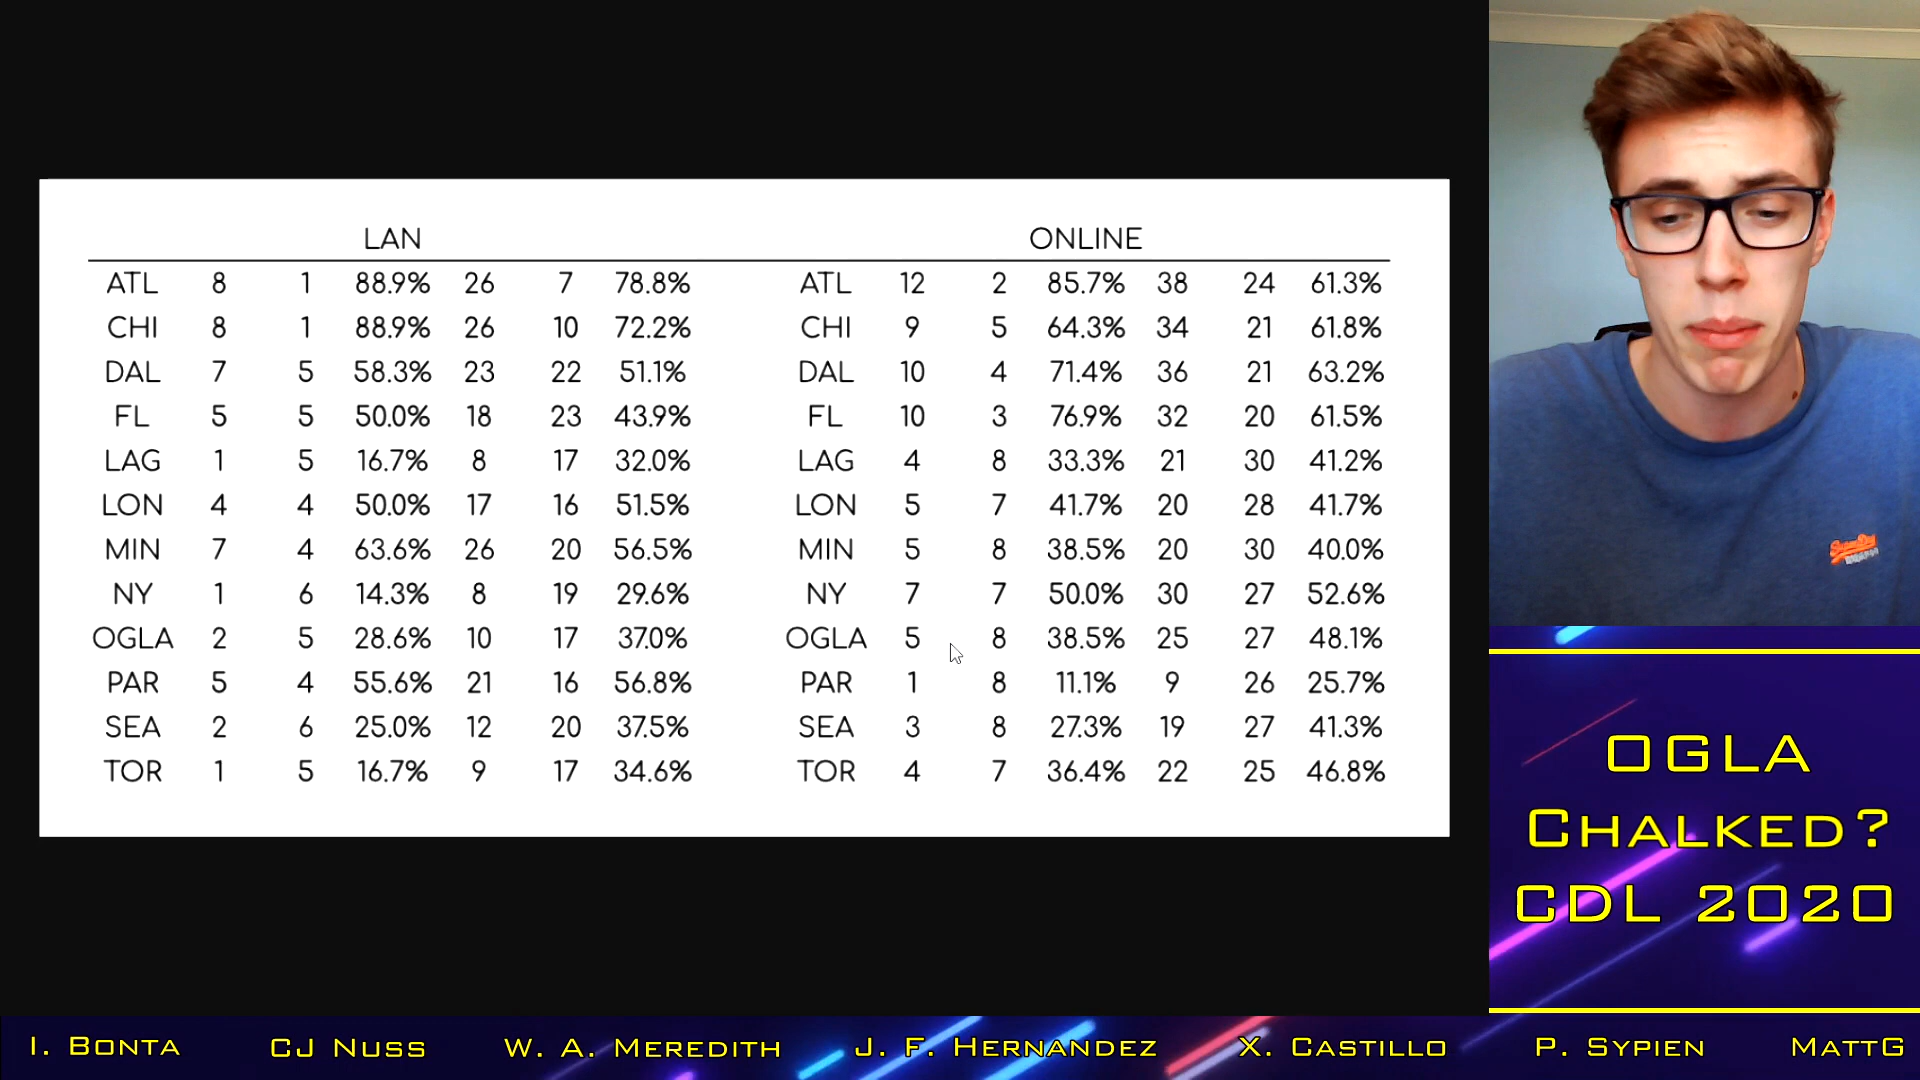 LAN ONLINE
ATL 8 1 88.9% 26 7 78.8% ATL 12 2 85.7% 38 24 61.3%
CHI 8 1 88.9% 26 10 72.2% CHI 9 5 64.3% 34 21 61.8%
DAL 7 5 58.3% 23 22 51.1% DAL 10 4 71.4% 36 21 63.2%
FL 5 5 50.0% 18 23 43.9% FL 10 3 76.9% 32 20 61.5%
LAG 1 5 16.7% 8 17 32.0% LAG 4 8 33.3% 21 30 41.2%
LON 4 4 50.0% 17 16 51.5% LON 5 7 41.7% 20 28 41.7%
MIN 7 4 63.6% 26 20 56.5% MIN 5 8 38.5% 20 30 40.0%
NY 1 6 14.3% 8 19 29.6% NY 7 7 50.0% 30 27 52.6%
OGLA 2 5 28.6% 10 17 37.0% OGLA 5 8 38.5% 25 27 48.1%
PAR 5 4 55.6% 21 16 56.8% PAR 1 8 11.1% 9 26 25.7%
SEA 2 6 25.0% 12 20 37.5% SEA 3 8 27.3% 19 27 41.3%
TOR 1 5 16.7% 9 17 34.6% TOR 4 7 36.4% 22 25 46.8%
OGLA
Chalked?
CDL 2020
I. Bonta CJ Nuss W. A. Meredith J. F. Hernandez X. Castillo P. Sypien MattG